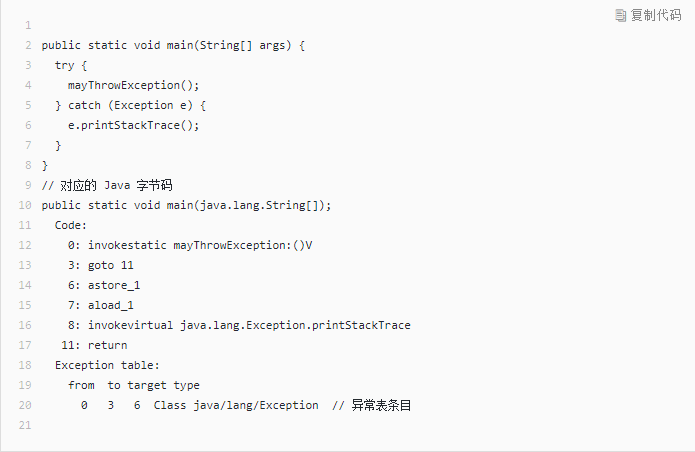 复制代码
1
2 public static void main(String[] args) {
3   try {
4     mayThrowException();
5   } catch (Exception e) {
6     e.printStackTrace();
7   }
8 }
9 // 对应的 Java 字节码
10 public static void main(java.lang.String[]);
11   Code:
12     0: invokestatic mayThrowException:()V
13     3: goto 11
14     6: astore_1
15     7: aload_1
16     8: invokevirtual java.lang.Exception.printStackTrace
17    11: return
18   Exception table:
19     from  to target type
20       0   3   6  Class java/lang/Exception  // 异常表条目
21